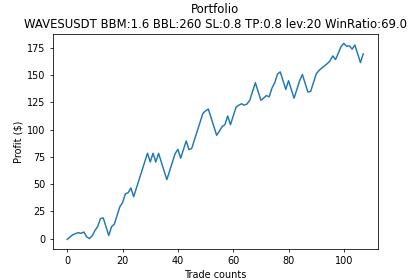 Portfolio
WAVESUSDT BBM:1.6 BBL:260 SL:0.8 TP:0.8 lev:20 WinRatio:69.0
175
150
125
100
75
50
25
0
Profit ($)
0 20 40 60 80 100
Trade counts